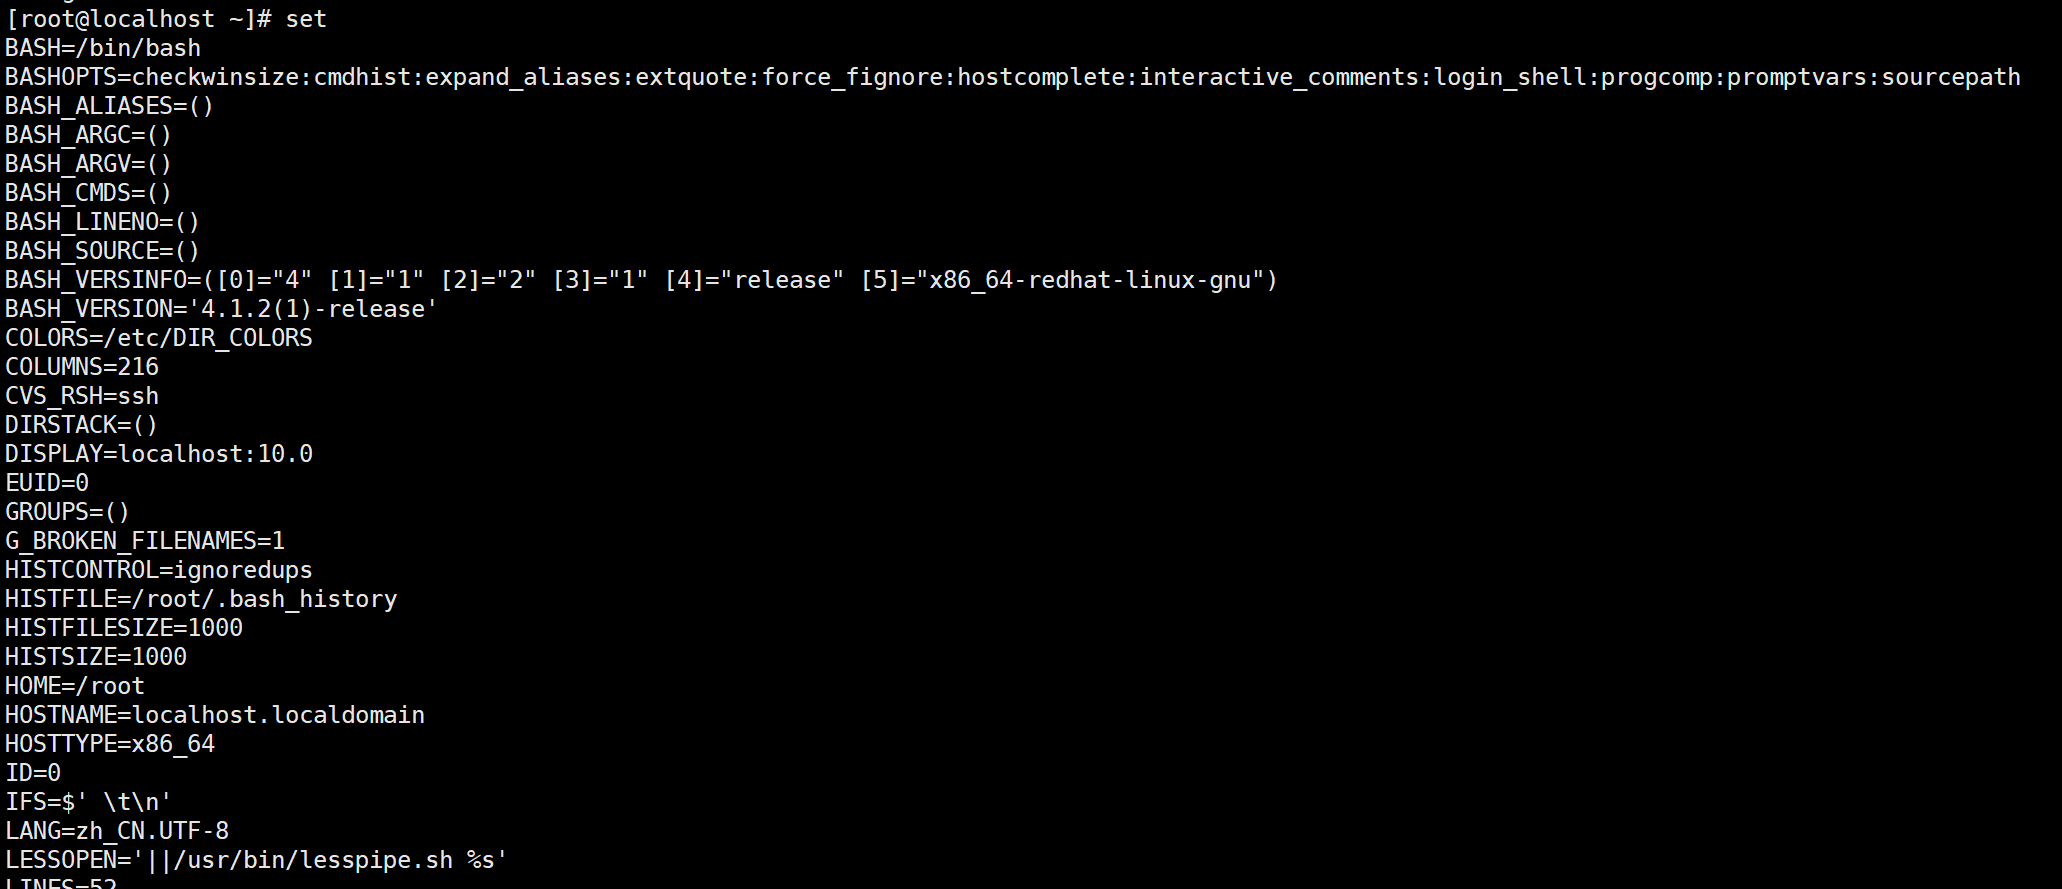 [root@localhost ~]# set
BASH=/bin/bash
BASHOPTS=checkwinsize:cmdhist:expand_aliases:extquote:force_fignore:hostcomplete:interactive_comments:login_shell:progcomp:promptvars:sourcepath
BASH_ALIASES=()
BASH_ARGC=()
BASH_ARGV=()
BASH_CMDS=()
BASH_LINENO=()
BASH_SOURCE=()
BASH_VERSINFO=([0]="4" [1]="1" [2]="2" [3]="1" [4]="release" [5]="x86_64-redhat-linux-gnu")
BASH_VERSION='4.1.2(1)-release'
COLORS=/etc/DIR_COLORS
COLUMNS=216
CVS_RSH=ssh
DIRSTACK=()
DISPLAY=localhost:10.0
EUID=0
GROUPS=()
G_BROKEN_FILENAMES=1
HISTCONTROL=ignoredups
HISTFILE=/root/.bash_history
HISTFILESIZE=1000
HISTSIZE=1000
HOME=/root
HOSTNAME=localhost.localdomain
HOSTTYPE=x86_64
ID=0
IFS=$' \t\n'
LANG=zh_CN.UTF-8
LESSOPEN='||/usr/bin/lesspipe.sh %s'
LINES=52